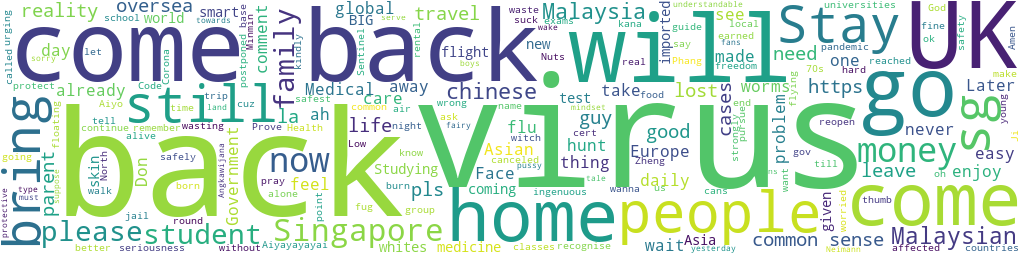 come back will Stay UK
virus back go sg
bring still now home people come
money Singapore student please
family life Malaysia Malaysian
reality oversea smart world day
school comment BIG global travel
called urging let already
protect Code Corona postponed case Minmin kindly
Medical away flight new
chinese take food test
made see need one https
guide say local earned lost worms
imported cases problem
Later never leave easy enjoy
common sense given thumb
parent Don Government feel
Studying pls flu guy good
Asian Face thing hunt Europe daily
coming ingenuous witch
whites medicine Wait Asia
Aiyayayayai jail round seriousness
better without point group
recognise classes yesterday
affected countries worried
universities understandable towards
pandemic freedom safety God Amen
waste suck exams Nuts kana
sorry serve wake fans boys
rental Sentinel Phang
la ah care cuz trip
Aiyo time tell alive
continue remember floating
wasting Prove Health land safest
air night name wrong ask
mindset fairy tale cert
Low common know burn
Zheng gov till reopen
strongly pursue end
flying 70s hard reached
fine ok young make
North walk askin safely born
pray alone fug
canceled pussy wanna us cans
real want oh Heimann
protective type must suppose going
Angkawijana ji